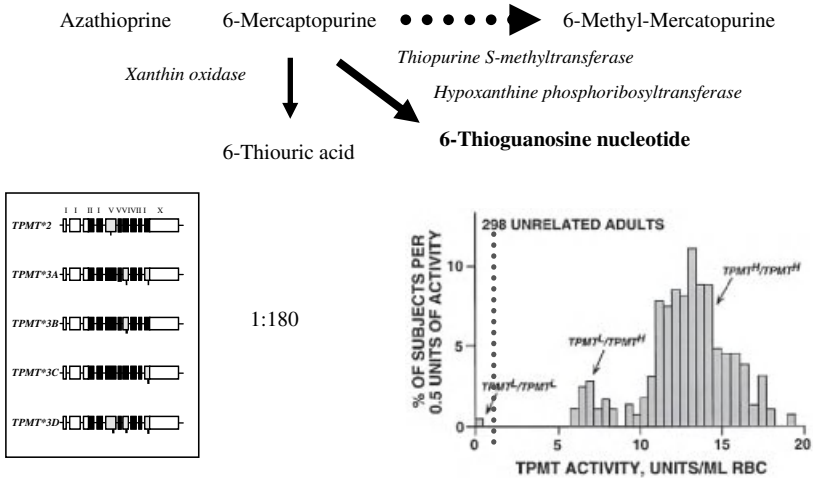 Azathioprine 6-Mercaptopurine 6-Methyl-Mercatopurine
Xanthin oxidase
Thiopurine S-methyltransferase
Hypoxanthine phosphoribosyltransferase
6-Thiouric acid
6-Thioguanosine nucleotide
I I II I V VVIVII I X
TPMT*2
TPMT*3A
TPMT*3B
TPMT*3C
TPMT*3D
1:180
% OF SUBJECTS PER
0.5 UNITS OF ACTIVITY
298 UNRELATED ADULTS
10
5
0
TPMT^L/TPMT^L
TPMT^L/TPMT^H
TPMT^H/TPMT^H
0 5 10 15 20
TPMT ACTIVITY, UNITS/ML RBC